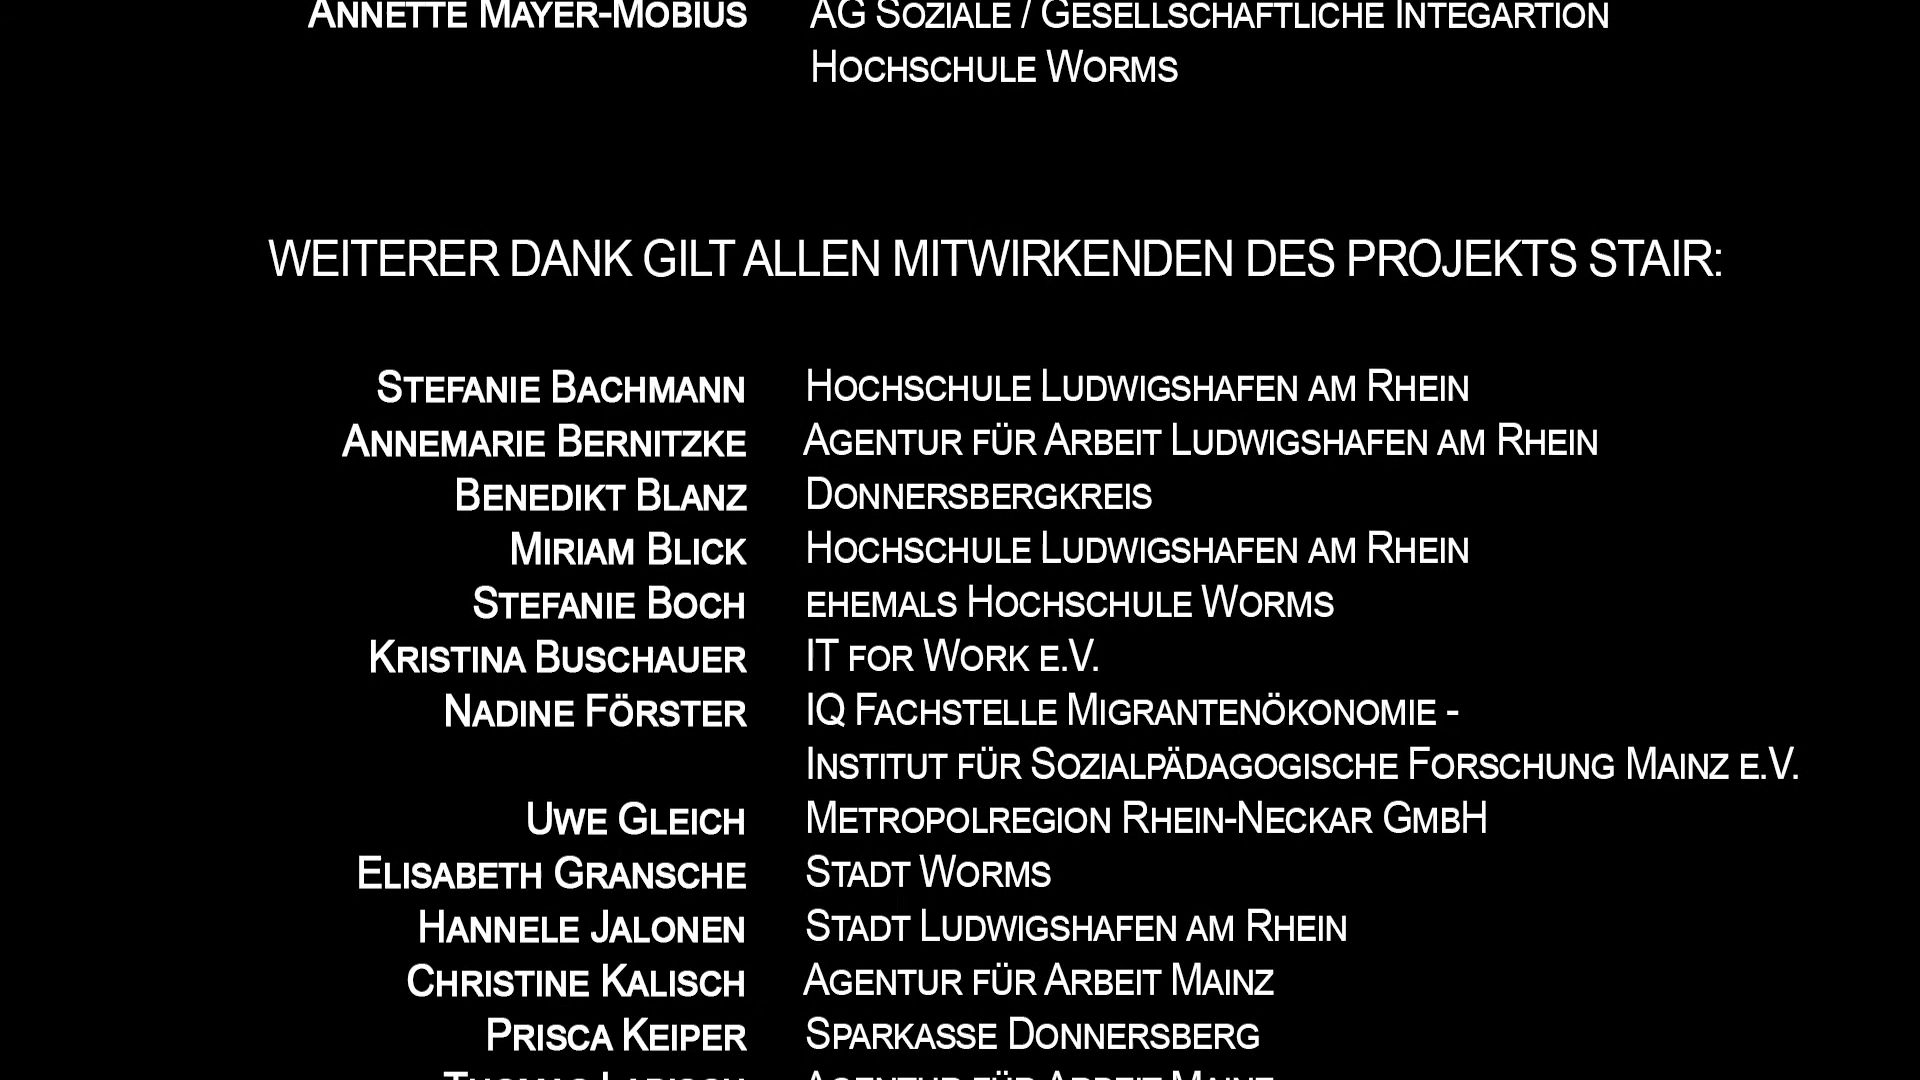 Annette Mayer-Möbius AG Soziale / Gesellschaftliche Integartion
Hochschule Worms
WEITERER DANK GILT ALLEN MITWIRKENDEN DES PROJEKTS STAIR:
Stefanie Bachmann Hochschule Ludwigshafen am Rhein
Annemarie Bernitzke Agentur für Arbeit Ludwigshafen am Rhein
Benedikt Blanz Donnersbergkreis
Miriam Blick Hochschule Ludwigshafen am Rhein
Stefanie Boch ehemals Hochschule Worms
Kristina Buschauer IT for Work e.V.
Nadine Förster IQ Fachstelle Migrantenökonomie -
Institut für Sozialpädagogische Forschung Mainz e.V.
Uwe Gleich Metropolregion Rhein-Neckar GmbH
Elisabeth Gransche Stadt Worms
Hannele Jalonen Stadt Ludwigshafen am Rhein
Christine Kalisch Agentur für Arbeit Mainz
Prisca Keiper Sparkasse Donnersberg
Agentur für Arbeit Mainz